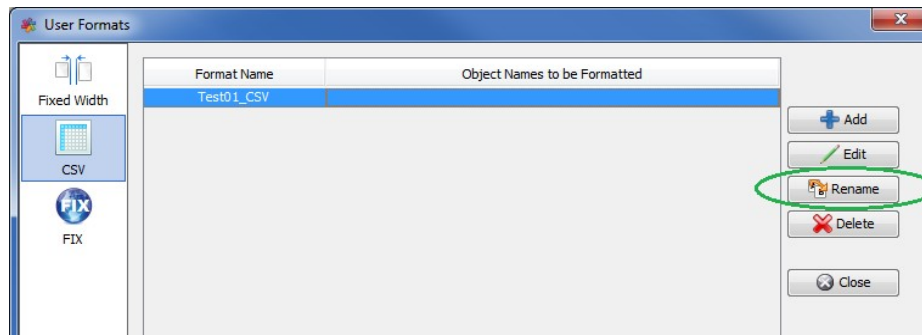 User Formats
Fixed Width
CSV
FIX
FIX
Format Name Object Names to be Formatted
Test01_CSV
Add
Edit
Rename
Delete
Close